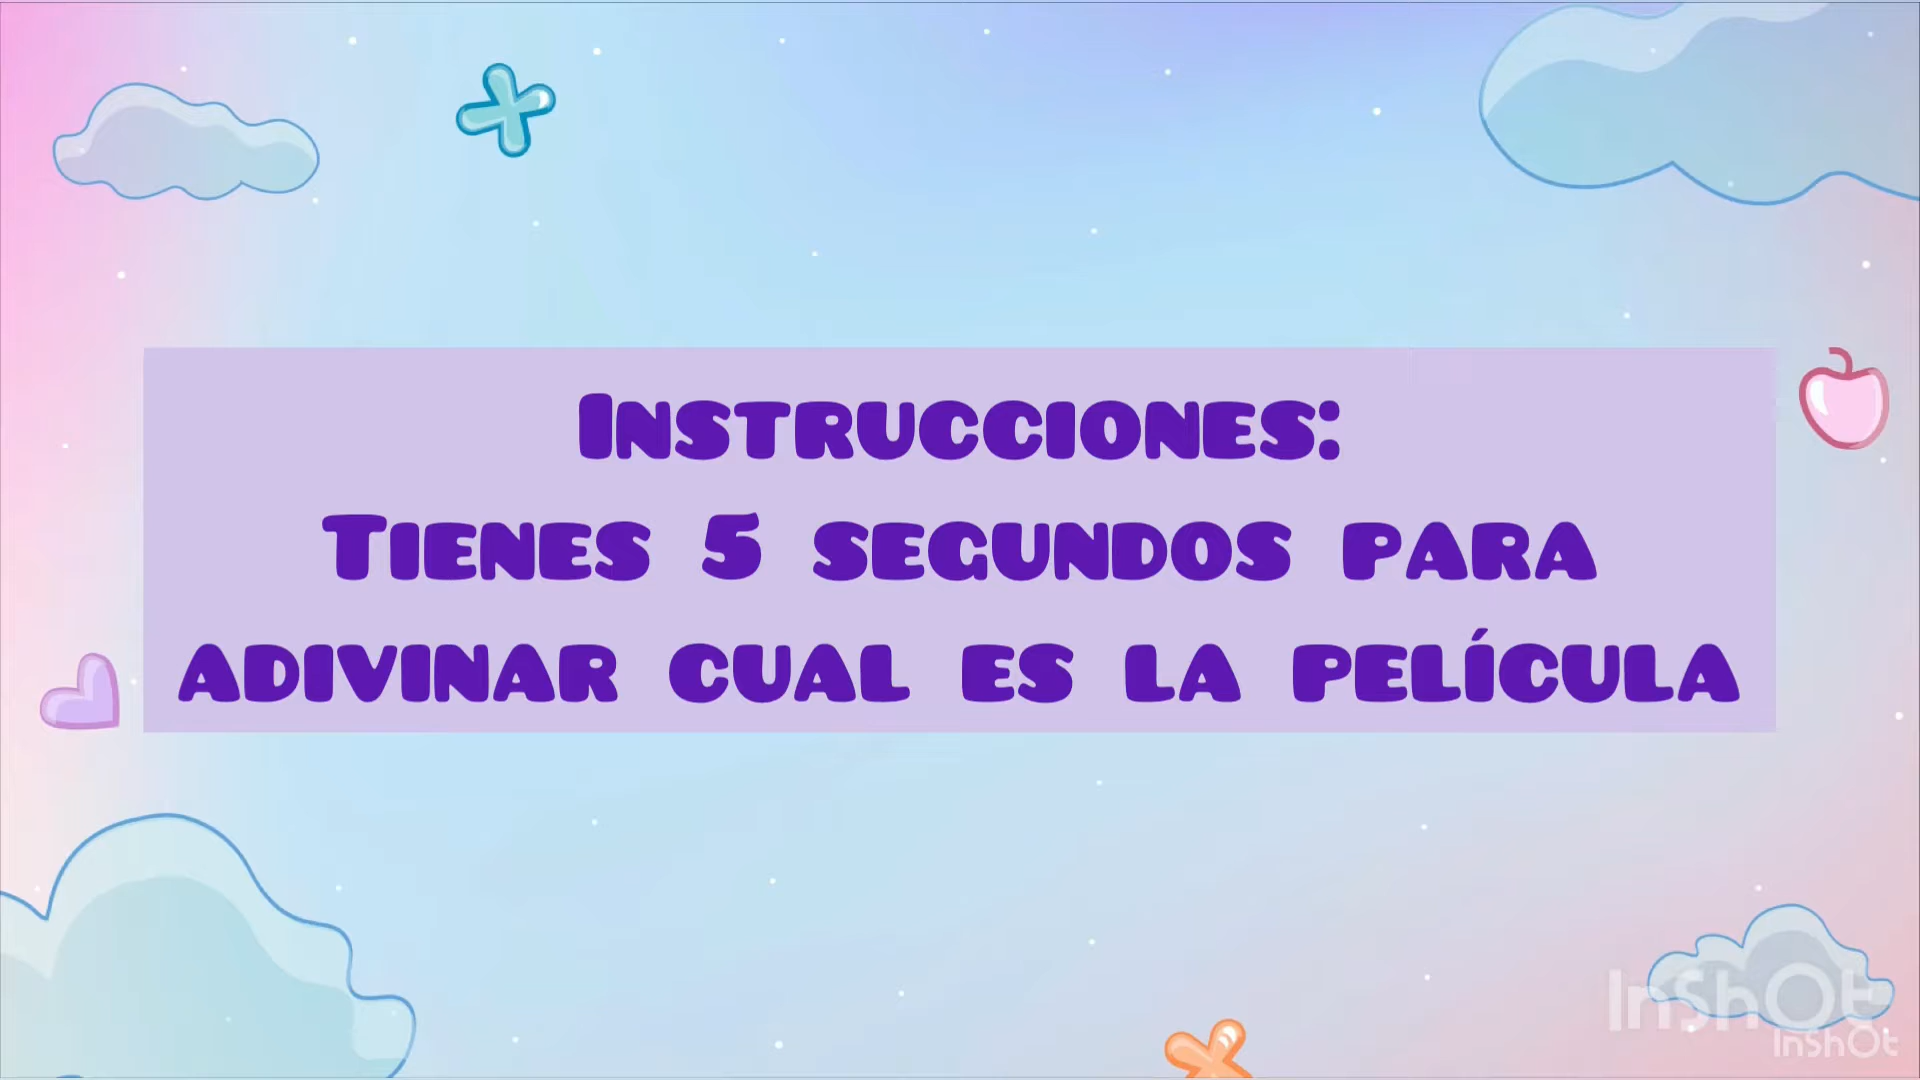 Instrucciones:
Tienes 5 segundos para
adivinar cual es la película
InShOt
InShOt